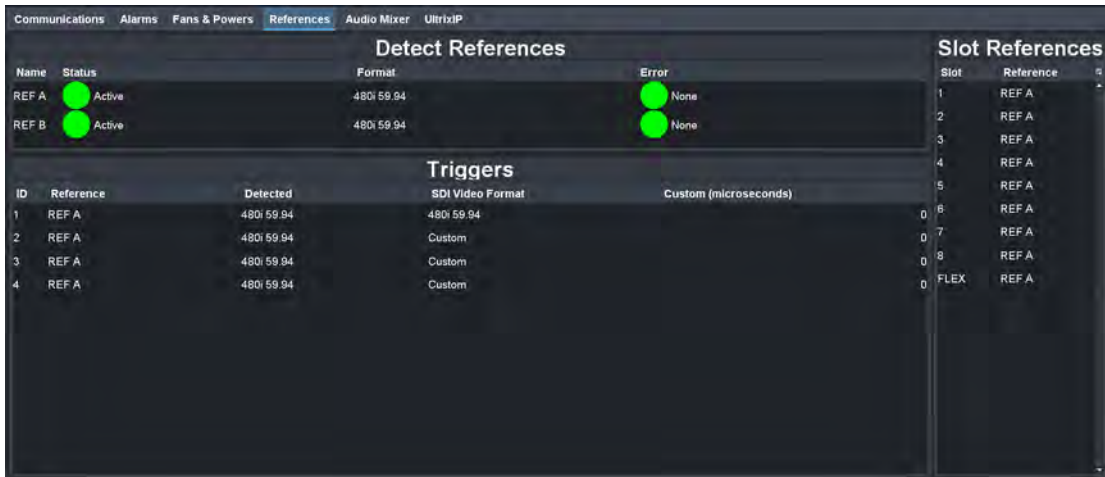 Communications Alarms Fans & Powers References Audio Mixer UltrixIP
Detect References
Name Status Format Error
REF A Active 480i 59.94 None
REF B Active 480i 59.94 None
Triggers
ID Reference Detected SDI Video Format Custom (microseconds)
1 REF A 480i 59.94 480i 59.94 0
2 REF A 480i 59.94 Custom 0
3 REF A 480i 59.94 Custom 0
4 REF A 480i 59.94 Custom 0
Slot References
Slot Reference
1 REF A
2 REF A
3 REF A
4 REF A
5 REF A
6 REF A
7 REF A
8 REF A
FLEX REF A